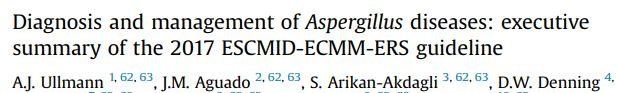 Diagnosis and management of Aspergillus diseases: executive
summary of the 2017 ESCMID-ECMM-ERS guideline
A.J. Ullmann 1, 62, 63, J.M. Aguado 2, 62, 63, S. Arikan-Akdagli 3, 62, 63, D.W. Denning 4,